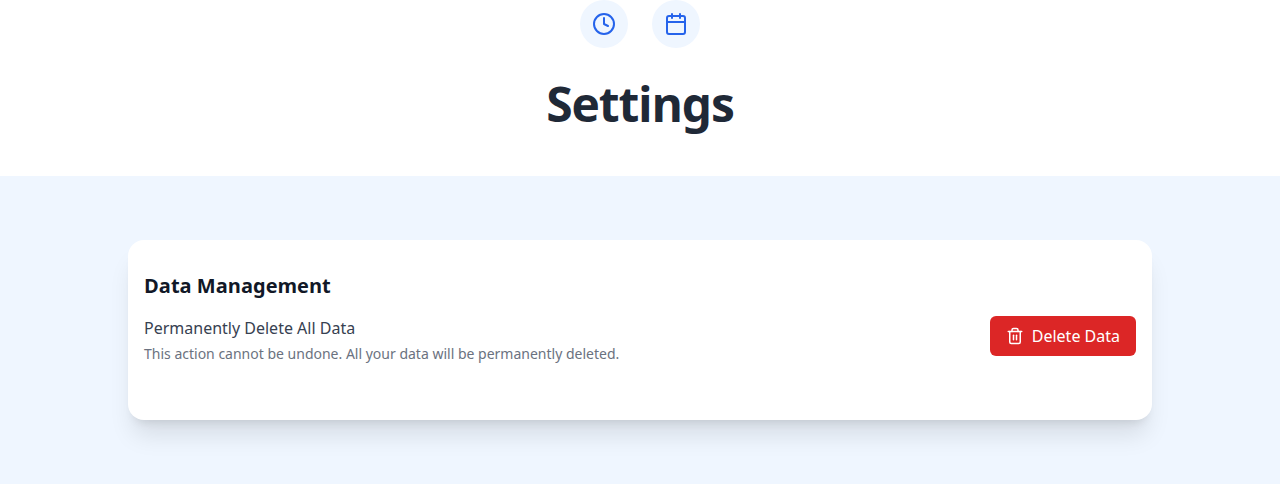 Settings
Data Management
Permanently Delete All Data
This action cannot be undone. All your data will be permanently deleted.
Delete Data